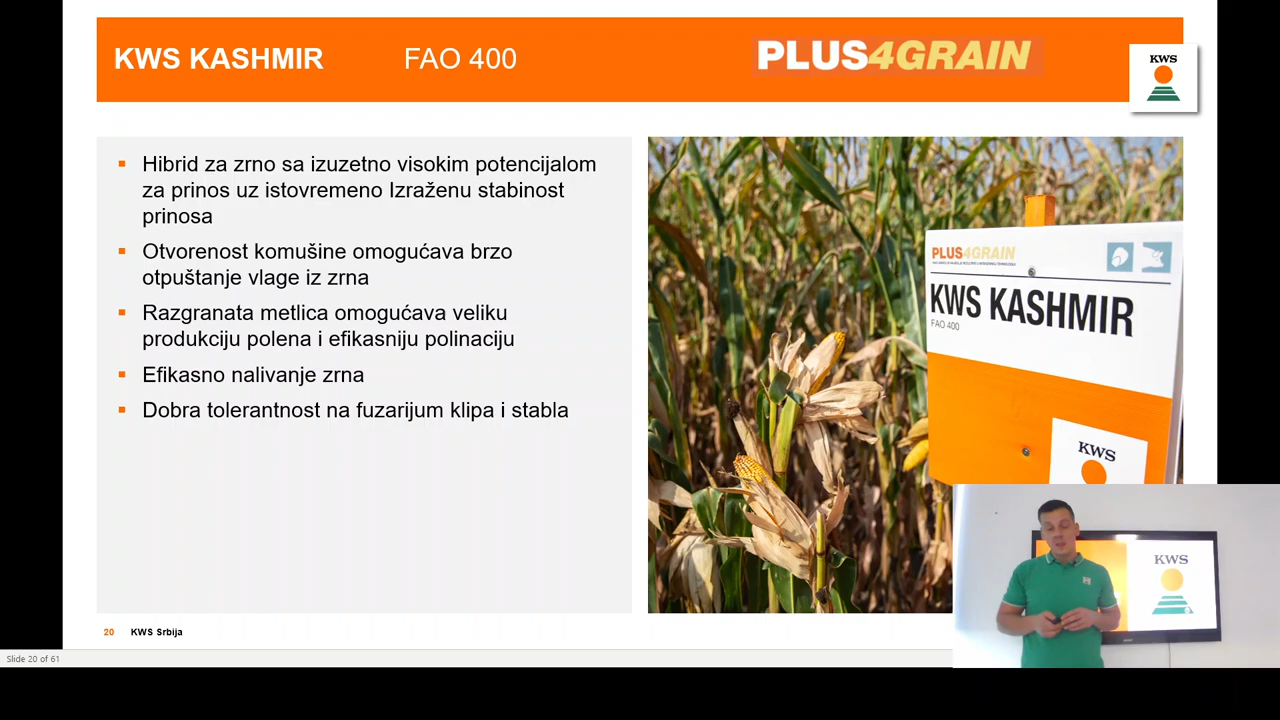 KWS KASHMIR FAO 400 PLUS4GRAIN
KWS
Hibrid za zrno sa izuzetno visokim potencijalom
za prinos uz istovremeno Izraženu stabinost
prinosa
Otvorenost komušine omogućava brzo
otpuštanje vlage iz zrna
Razgranata metlica omogućava veliku
produkciju polena i efikasniju polinaciju
Efikasno nalivanje zrna
Dobra tolerantnost na fuzarijum klipa i stabla
PLUS4GRAIN
KWS KASHMIR
FAO 400
KWS
KWS
20 KWS Srbija
Slide 20 of 61